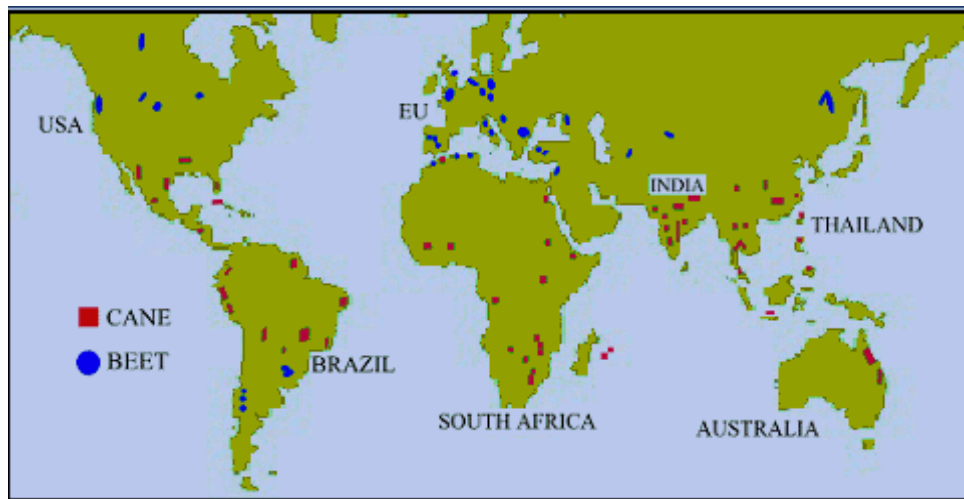 USA
EU
INDIA
THAILAND
CANE
BEET
BRAZIL
SOUTH AFRICA
AUSTRALIA